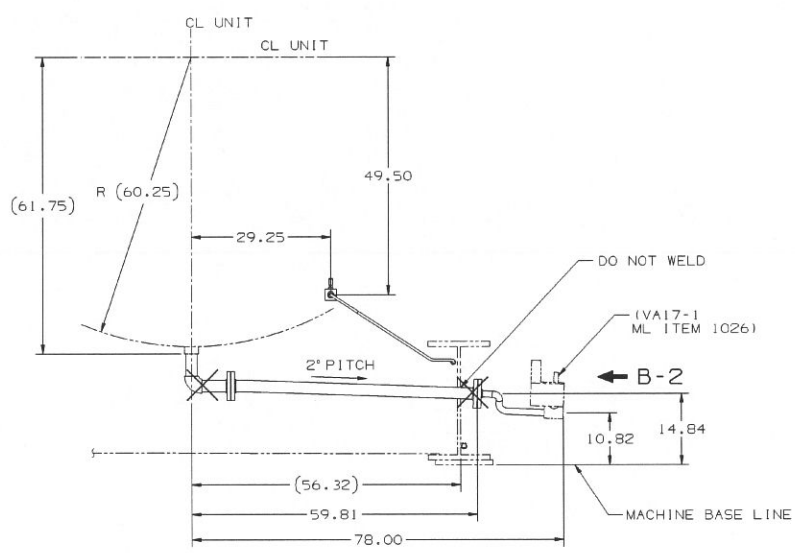 CL UNIT
CL UNIT
R (60.25)
(61.75)
49.50
29.25
DO NOT WELD
(VA17-1
ML ITEM 1026)
2° PITCH
B-2
14.84
10.82
(56.32)
59.81
78.00
MACHINE BASE LINE